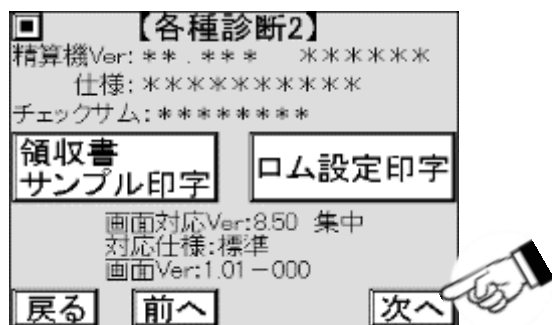 【各種診断2】
精算機Ver:**.*** ******
仕様:**********
チェックサム:********
領収書
サンプル印字
ロム設定印字
画面対応Ver:8.50 集中
対応仕様:標準
画面Ver:1.01-000
戻る 前へ 次へ